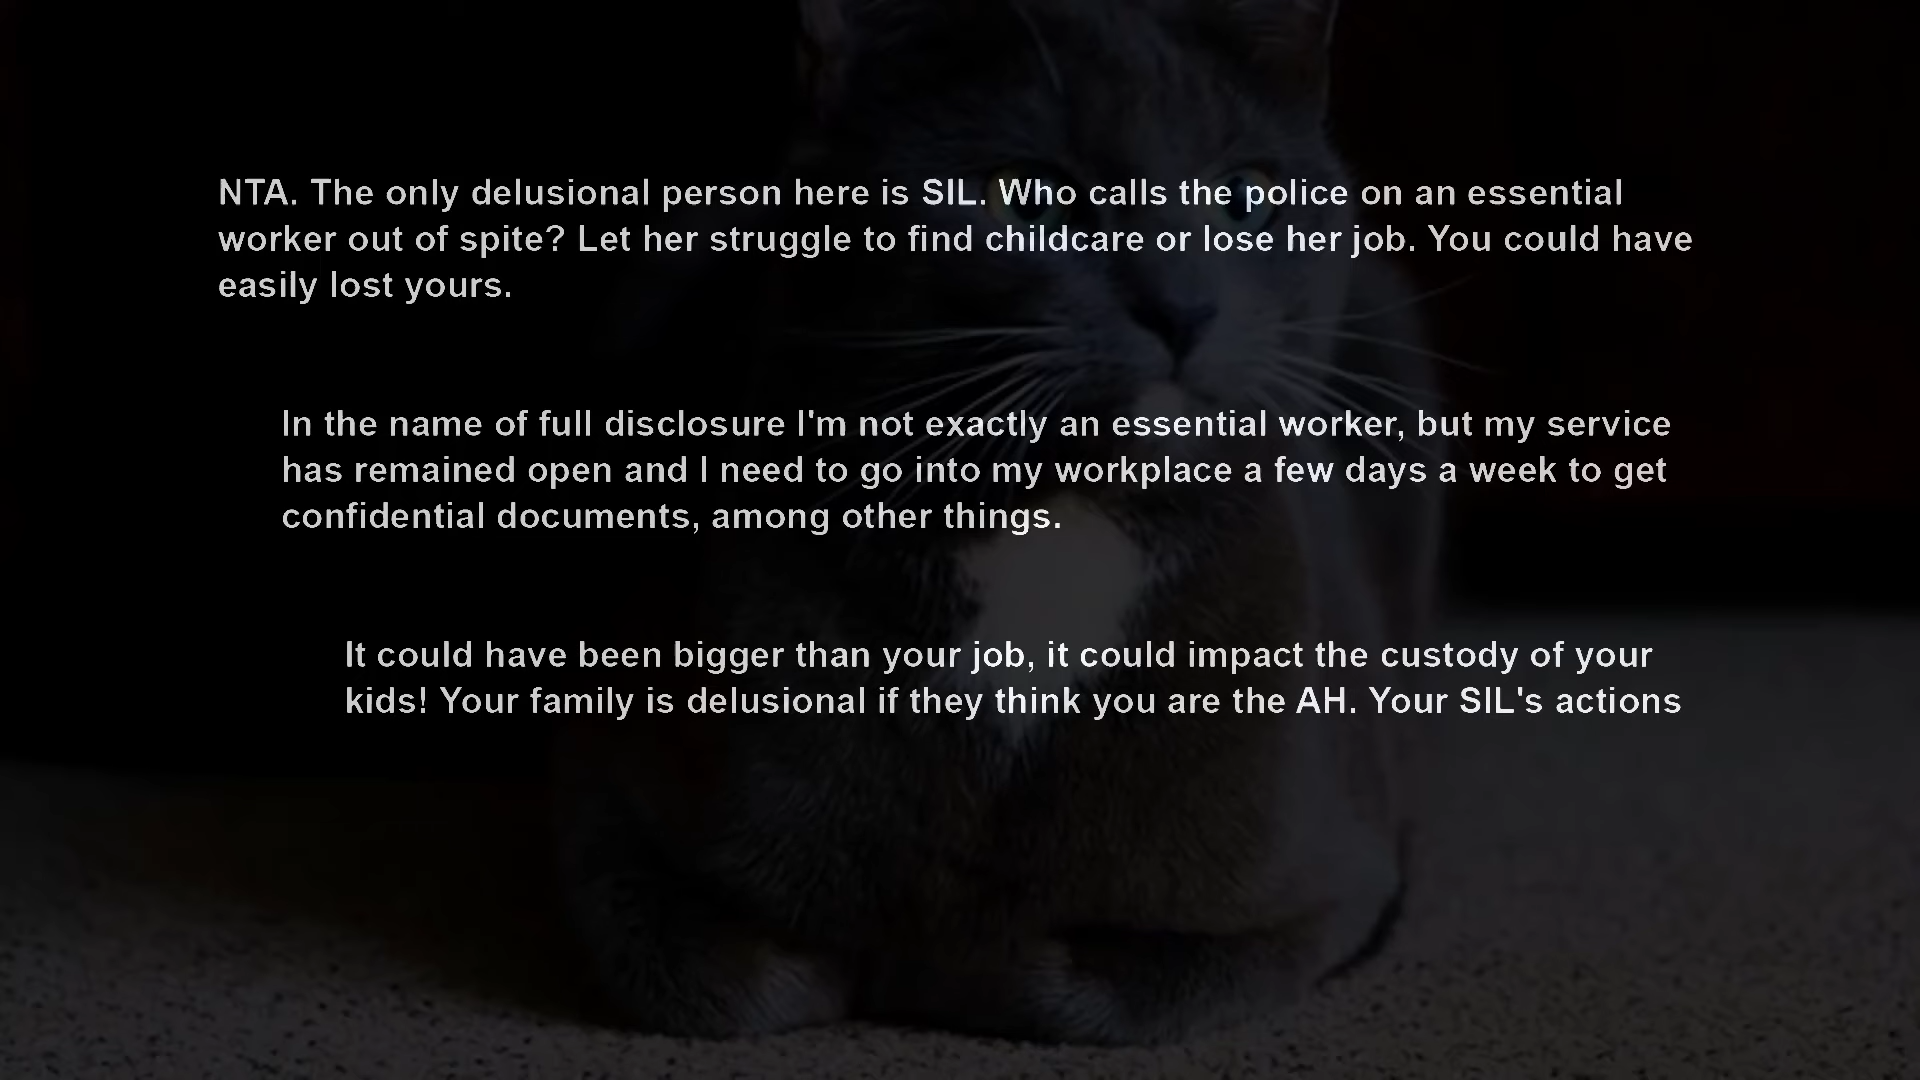 NTA. The only delusional person here is SIL. Who calls the police on an essential
worker out of spite? Let her struggle to find childcare or lose her job. You could have
easily lost yours.
In the name of full disclosure I'm not exactly an essential worker, but my service
has remained open and I need to go into my workplace a few days a week to get
confidential documents, among other things.
It could have been bigger than your job, it could impact the custody of your
kids! Your family is delusional if they think you are the AH. Your SIL's actions